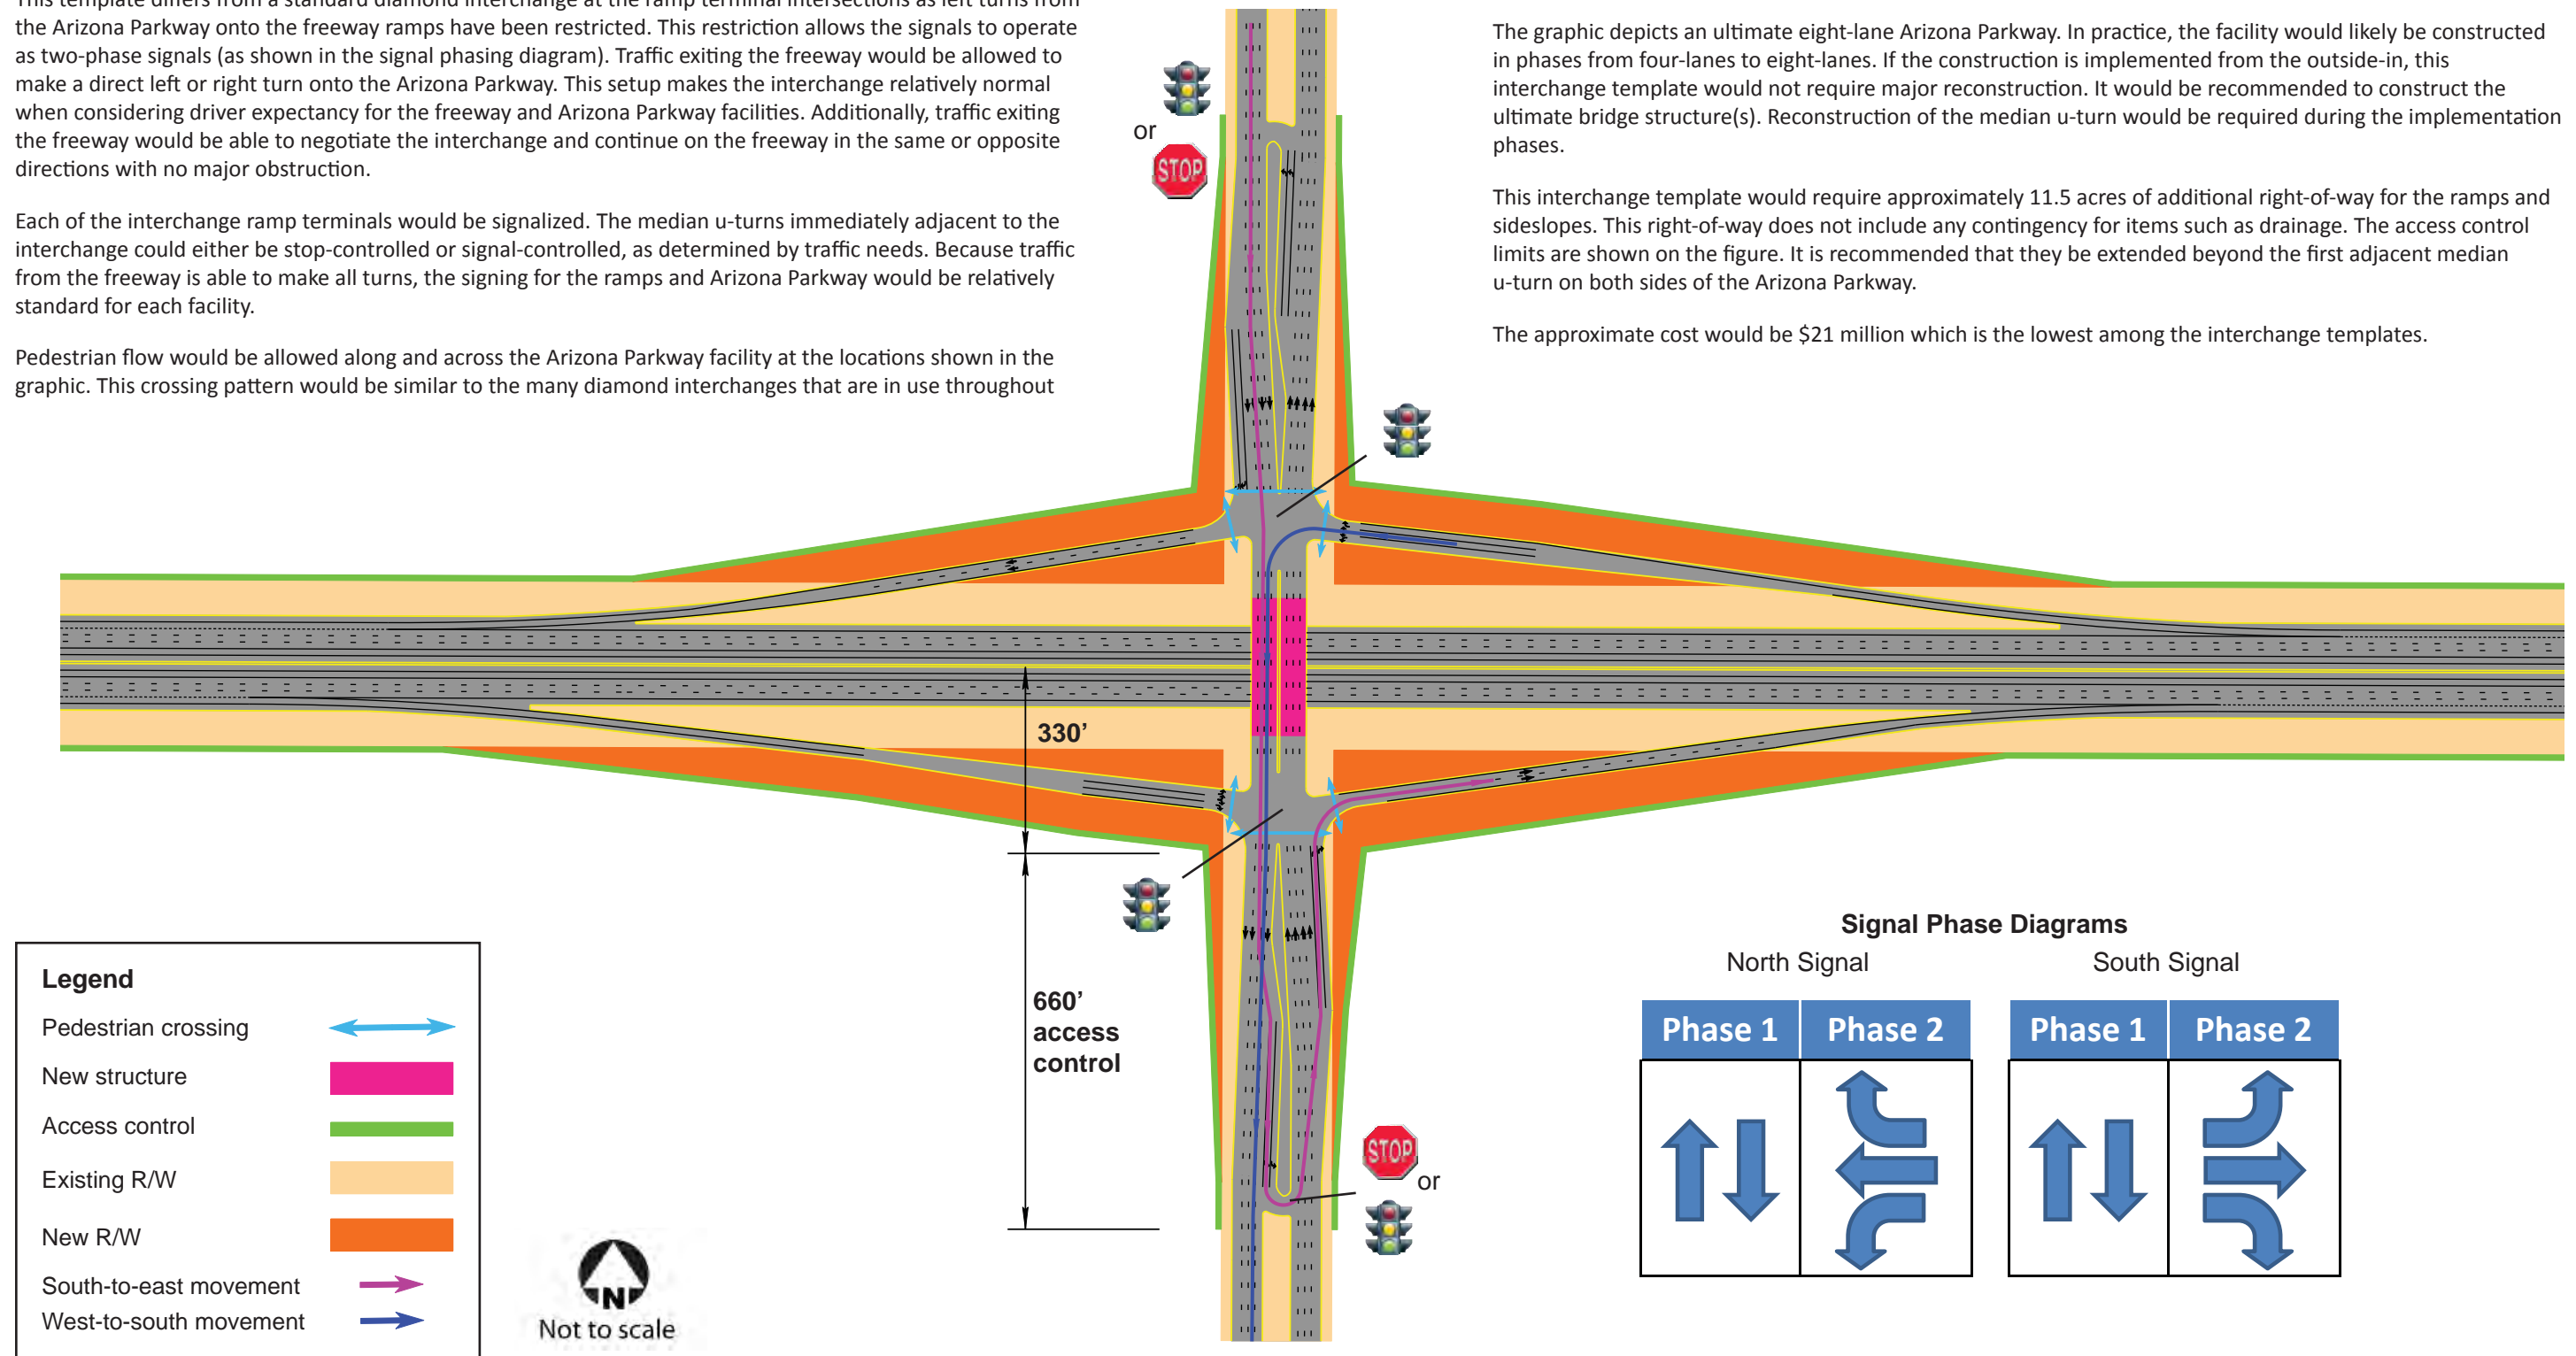 This template differs from a standard diamond interchange at the ramp terminal intersections as left turns from
the Arizona Parkway onto the freeway ramps have been restricted. This restriction allows the signals to operate
as two-phase signals (as shown in the signal phasing diagram). Traffic exiting the freeway would be allowed to
make a direct left or right turn onto the Arizona Parkway. This setup makes the interchange relatively normal
when considering driver expectancy for the freeway and Arizona Parkway facilities. Additionally, traffic exiting
the freeway would be able to negotiate the interchange and continue on the freeway in the same or opposite
directions with no major obstruction.
Each of the interchange ramp terminals would be signalized. The median u-turns immediately adjacent to the
interchange could either be stop-controlled or signal-controlled, as determined by traffic needs. Because traffic
from the freeway is able to make all turns, the signing for the ramps and Arizona Parkway would be relatively
standard for each facility.
Pedestrian flow would be allowed along and across the Arizona Parkway facility at the locations shown in the
graphic. This crossing pattern would be similar to the many diamond interchanges that are in use throughout
The graphic depicts an ultimate eight-lane Arizona Parkway. In practice, the facility would likely be constructed
in phases from four-lanes to eight-lanes. If the construction is implemented from the outside-in, this
interchange template would not require major reconstruction. It would be recommended to construct the
ultimate bridge structure(s). Reconstruction of the median u-turn would be required during the implementation
phases.
This interchange template would require approximately 11.5 acres of additional right-of-way for the ramps and
sideslopes. This right-of-way does not include any contingency for items such as drainage. The access control
limits are shown on the figure. It is recommended that they be extended beyond the first adjacent median
u-turn on both sides of the Arizona Parkway.
The approximate cost would be $21 million which is the lowest among the interchange templates.
or
STOP
330’
660’
access
control
STOP
or
Legend
Pedestrian crossing
New structure
Access control
Existing R/W
New R/W
South-to-east movement
West-to-south movement
N
Not to scale
Signal Phase Diagrams
North Signal
South Signal
Phase 1
Phase 2
Phase 1
Phase 2